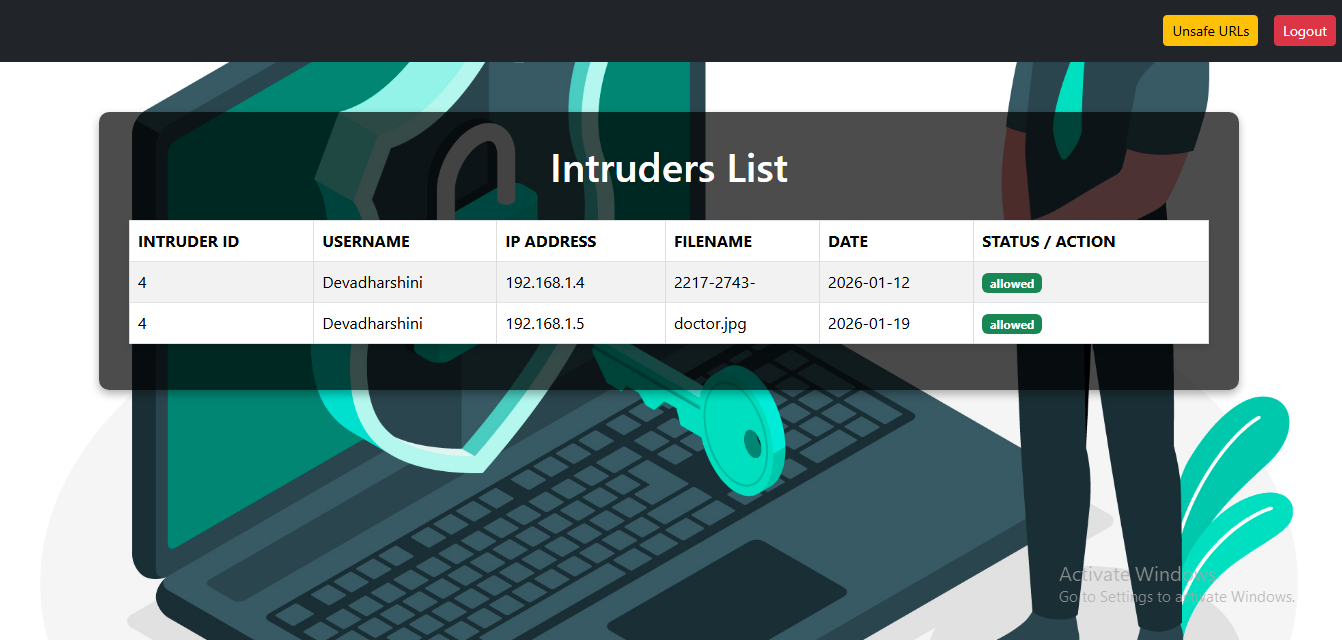 Unsafe URLs Logout
Intruders List
INTRUDER ID USERNAME IP ADDRESS FILENAME DATE STATUS / ACTION
4 Devadharshini 192.168.1.4 2217-2743- 2026-01-12 allowed
4 Devadharshini 192.168.1.5 doctor.jpg 2026-01-19 allowed
Activate Windows
Go to Settings to activate Windows.